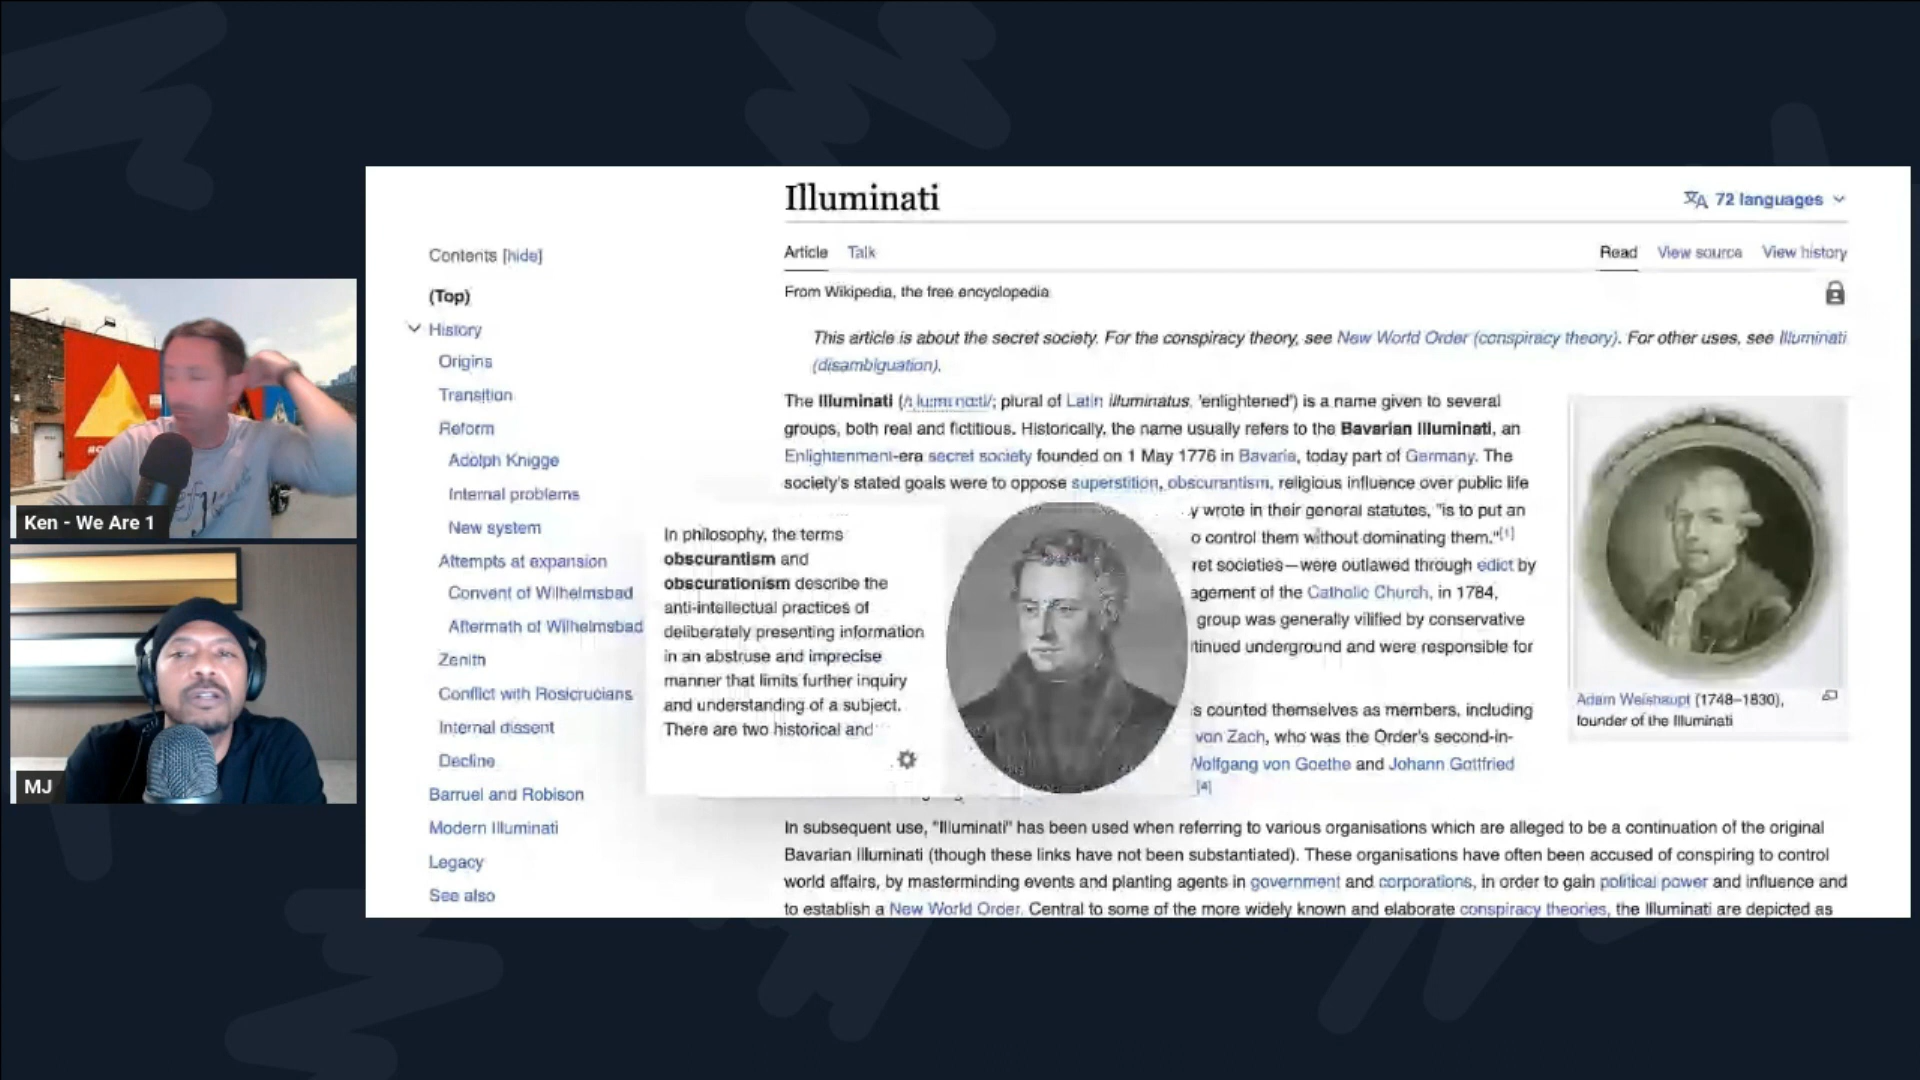 Illuminati
72 languages
Contents [hide]
Article Talk
Read View source View history
(Top)
From Wikipedia, the free encyclopedia
History
This article is about the secret society. For the conspiracy theory, see New World Order (conspiracy theory). For other uses, see Illuminati
(disambiguation).
Origins
Transition
Reform
Adolph Knigge
Internal problems
New system
Attempts at expansion
Convent of Wilhelmsbad
Aftermath of Wilhelmsbad
Zenith
Conflict with Rosicrucians
Internal dissent
Decline
Barruel and Robison
Modern Illuminati
Legacy
See also
The Illuminati ( plural of Latin illuminatus, 'enlightened') is a name given to several
groups, both real and fictitious. Historically, the name usually refers to the Bavarian Illuminati, an
Enlightenment-era secret society founded on 1 May 1776 in Bavaria, today part of Germany. The
society's stated goals were to oppose superstition, obscurantism, religious influence over public life
y wrote in their general statutes, "is to put an
o control them without dominating them."[1]
ret societies—were outlawed through edict by
agement of the Catholic Church, in 1784,
group was generally vilified by conservative
tinued underground and were responsible for
s counted themselves as members, including
von Zach, who was the Order's second-in-
Wolfgang von Goethe and Johann Gottfried
[4]
In philosophy, the terms
obscurantism and
obscurationism describe the
anti-intellectual practices of
deliberately presenting information
in an abstruse and imprecise
manner that limits further inquiry
and understanding of a subject.
There are two historical and
Adam Weishaupt (1748–1830),
founder of the Illuminati
In subsequent use, "Illuminati" has been used when referring to various organisations which are alleged to be a continuation of the original
Bavarian Illuminati (though these links have not been substantiated). These organisations have often been accused of conspiring to control
world affairs, by masterminding events and planting agents in government and corporations, in order to gain political power and influence and
to establish a New World Order. Central to some of the more widely known and elaborate conspiracy theories, the Illuminati are depicted as
Ken - We Are 1
MJ